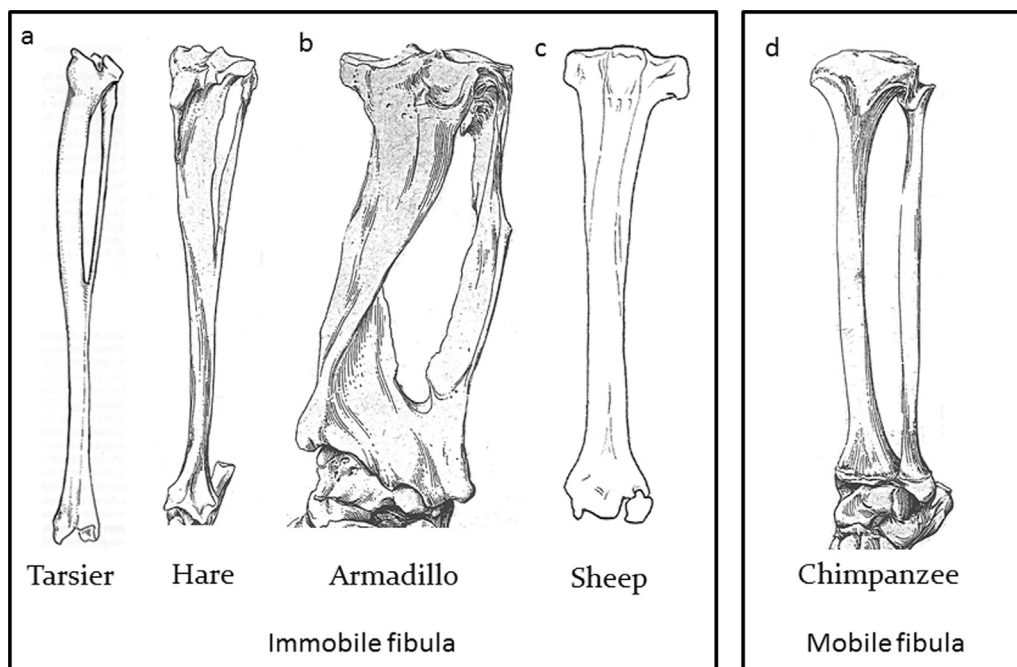 a
b
c
d
Tarsier
Hare
Armadillo
Sheep
Chimpanzee
Immobile fibula
Mobile fibula